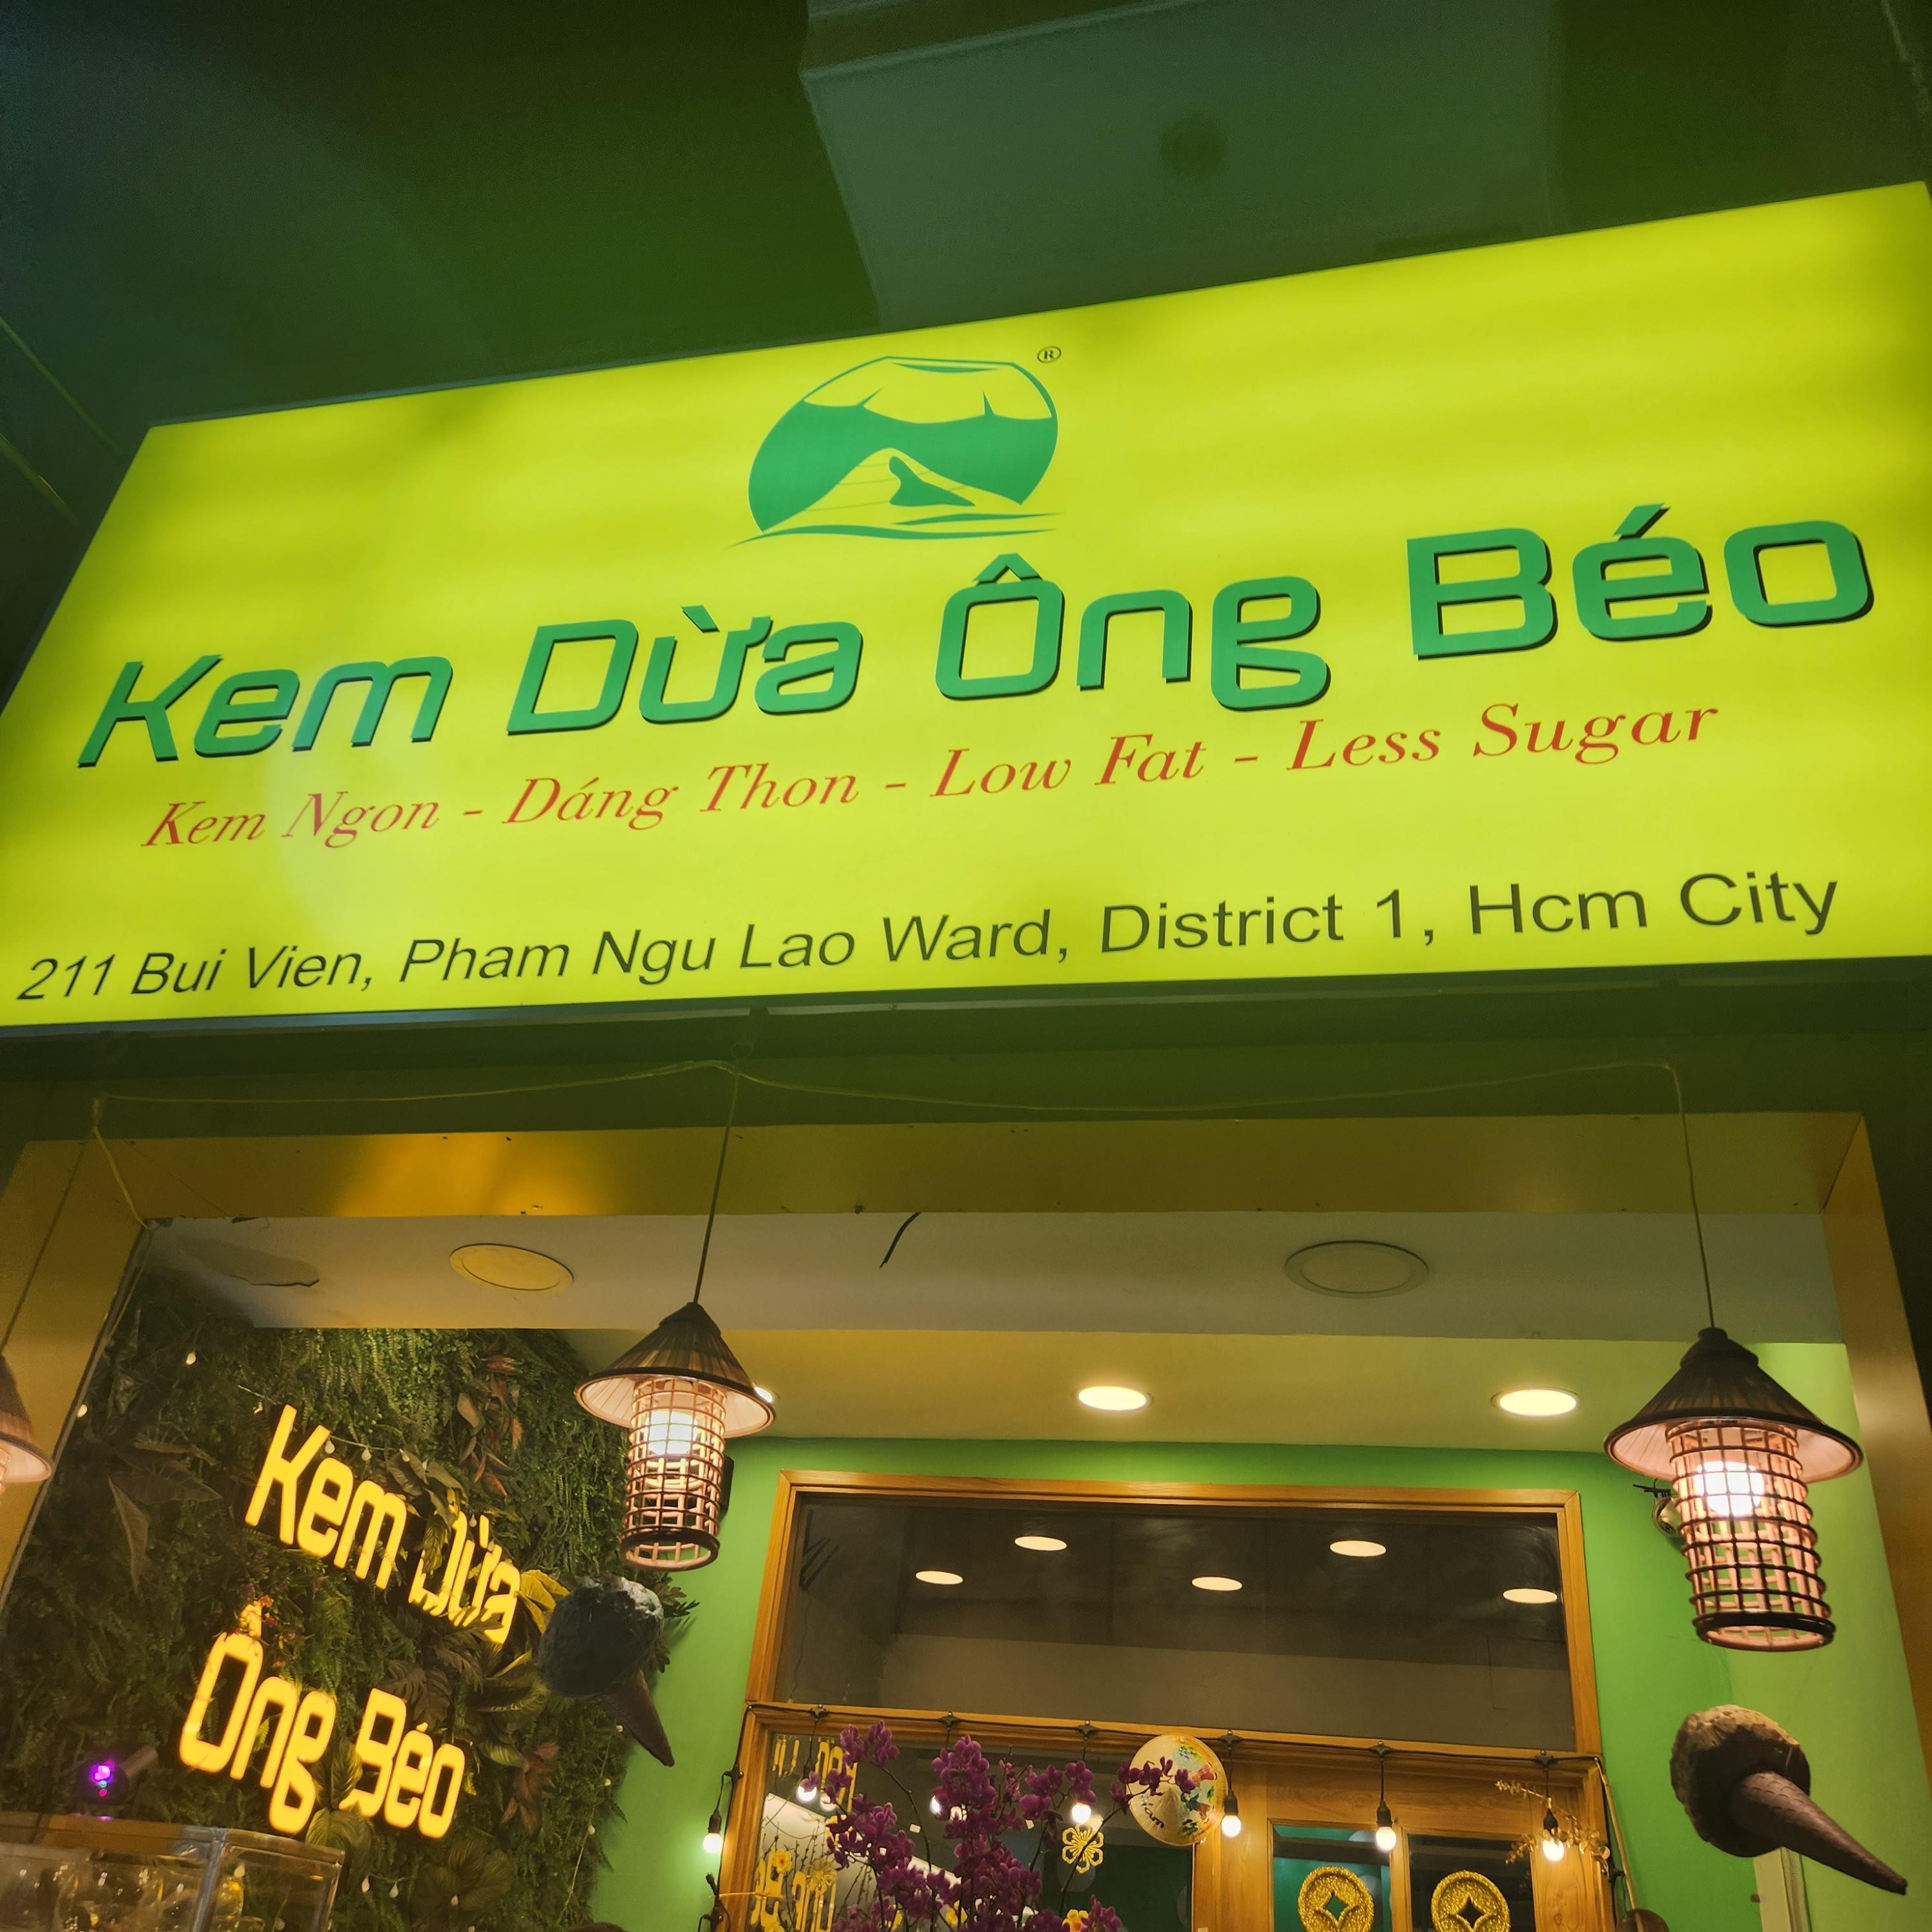 ®
Kem Dừa Ông Béo
Kem Ngon - Dáng Thon - Low Fat - Less Sugar
211 Bui Vien, Pham Ngu Lao Ward, District 1, Hcm City
Kem Dừa
Ông Béo